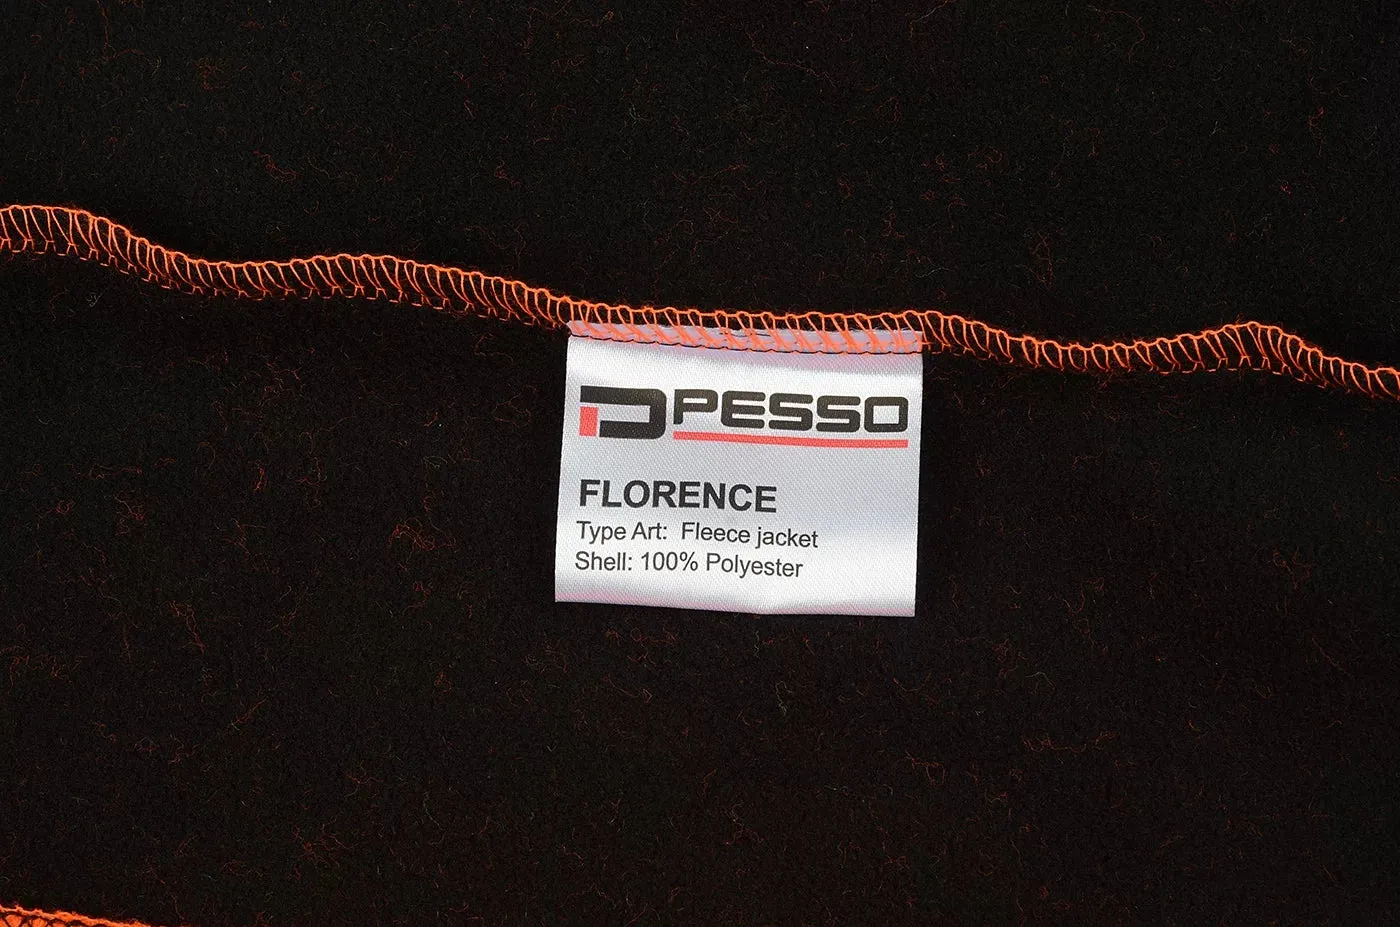 PESSO
FLORENCE
Type Art: Fleece jacket
Shell: 100% Polyester